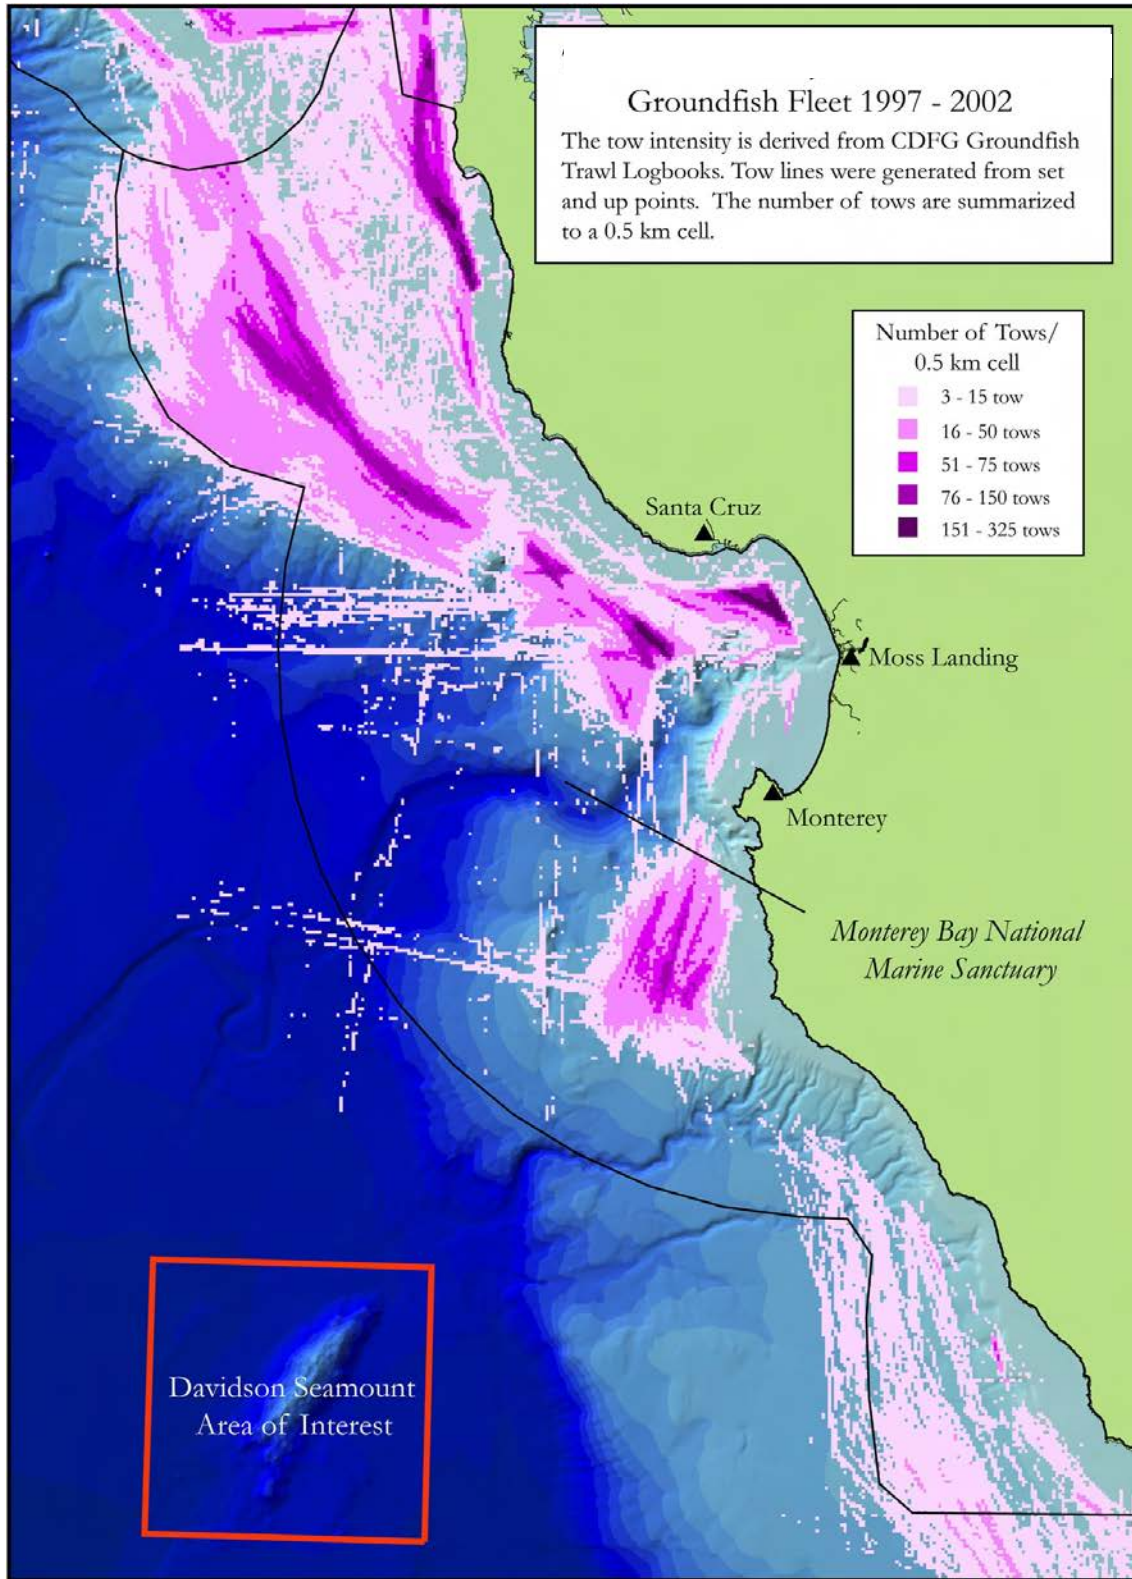 Groundfish Fleet 1997 - 2002
The tow intensity is derived from CDFG Groundfish
Trawl Logbooks. Tow lines were generated from set
and up points. The number of tows are summarized
to a 0.5 km cell.
Number of Tows/
0.5 km cell
3 - 15 tow
16 - 50 tows
51 - 75 tows
76 - 150 tows
151 - 325 tows
Santa Cruz
Moss Landing
Monterey
Monterey Bay National
Marine Sanctuary
Davidson Seamount
Area of Interest